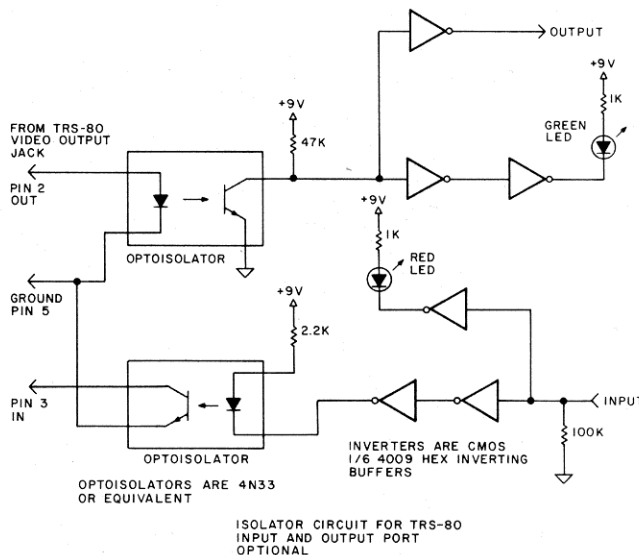 OUTPUT
+9V
1K
GREEN
LED
+9V
47K
FROM TRS-80
VIDEO OUTPUT
JACK
PIN 2
OUT
OPTOISOLATOR
+9V
1K
RED
LED
GROUND
PIN 5
+9V
2.2K
PIN 3
IN
OPTOISOLATOR
INPUT
100K
INVERTERS ARE CMOS
1/6 4009 HEX INVERTING
BUFFERS
OPTOISOLATORS ARE 4N33
OR EQUIVALENT
ISOLATOR CIRCUIT FOR TRS-80
INPUT AND OUTPUT PORT
OPTIONAL